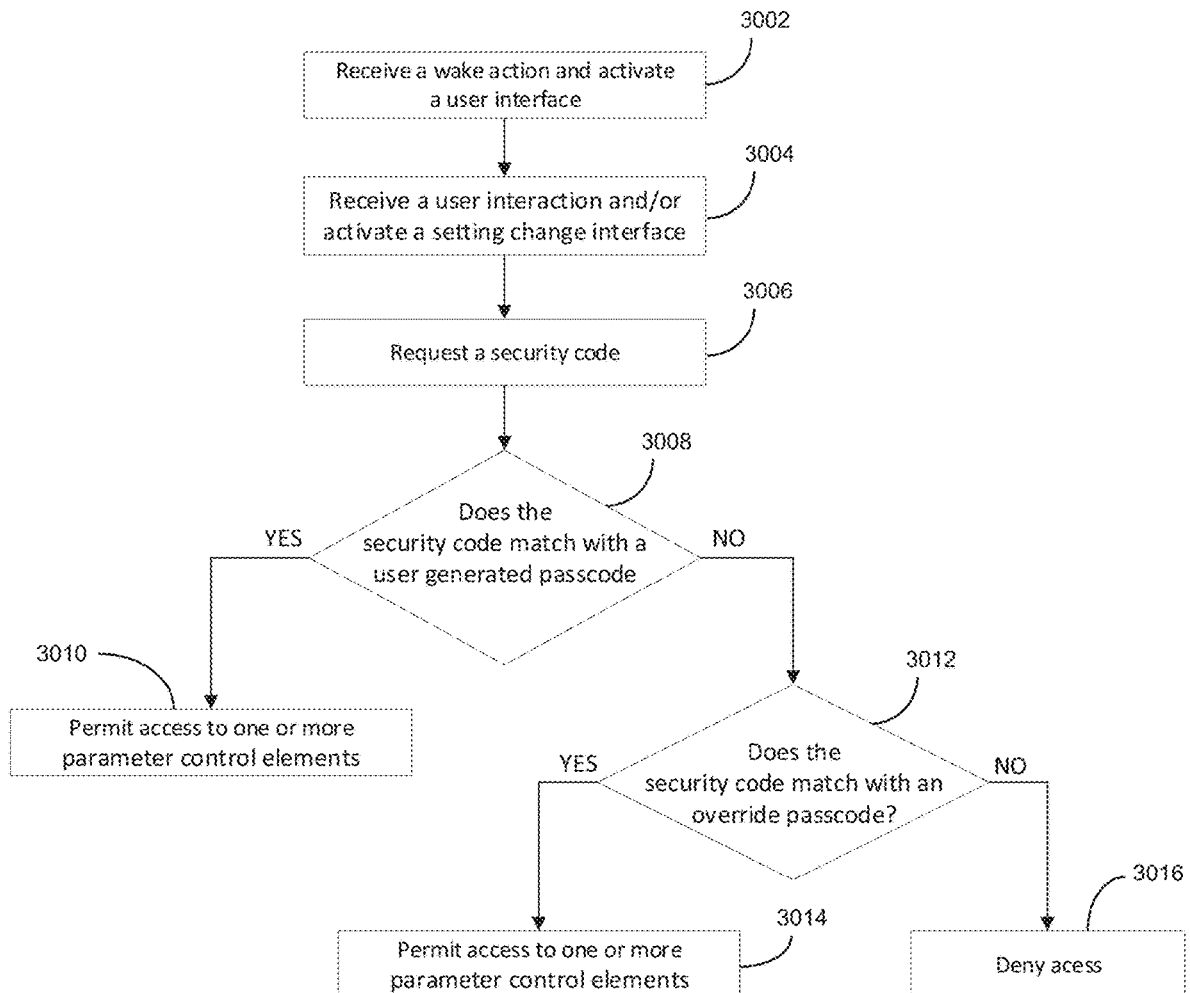 3002
Receive a wake action and activate
a user interface
3004
Receive a user interaction and/or
activate a setting change interface
3006
Request a security code
3008
Does the
security code match with a
user generated passcode
YES
NO
3010
Permit access to one or more
parameter control elements
3012
Does the
security code match with an
override passcode?
YES
NO
3014
Permit access to one or more
parameter control elements
3016
Deny acess